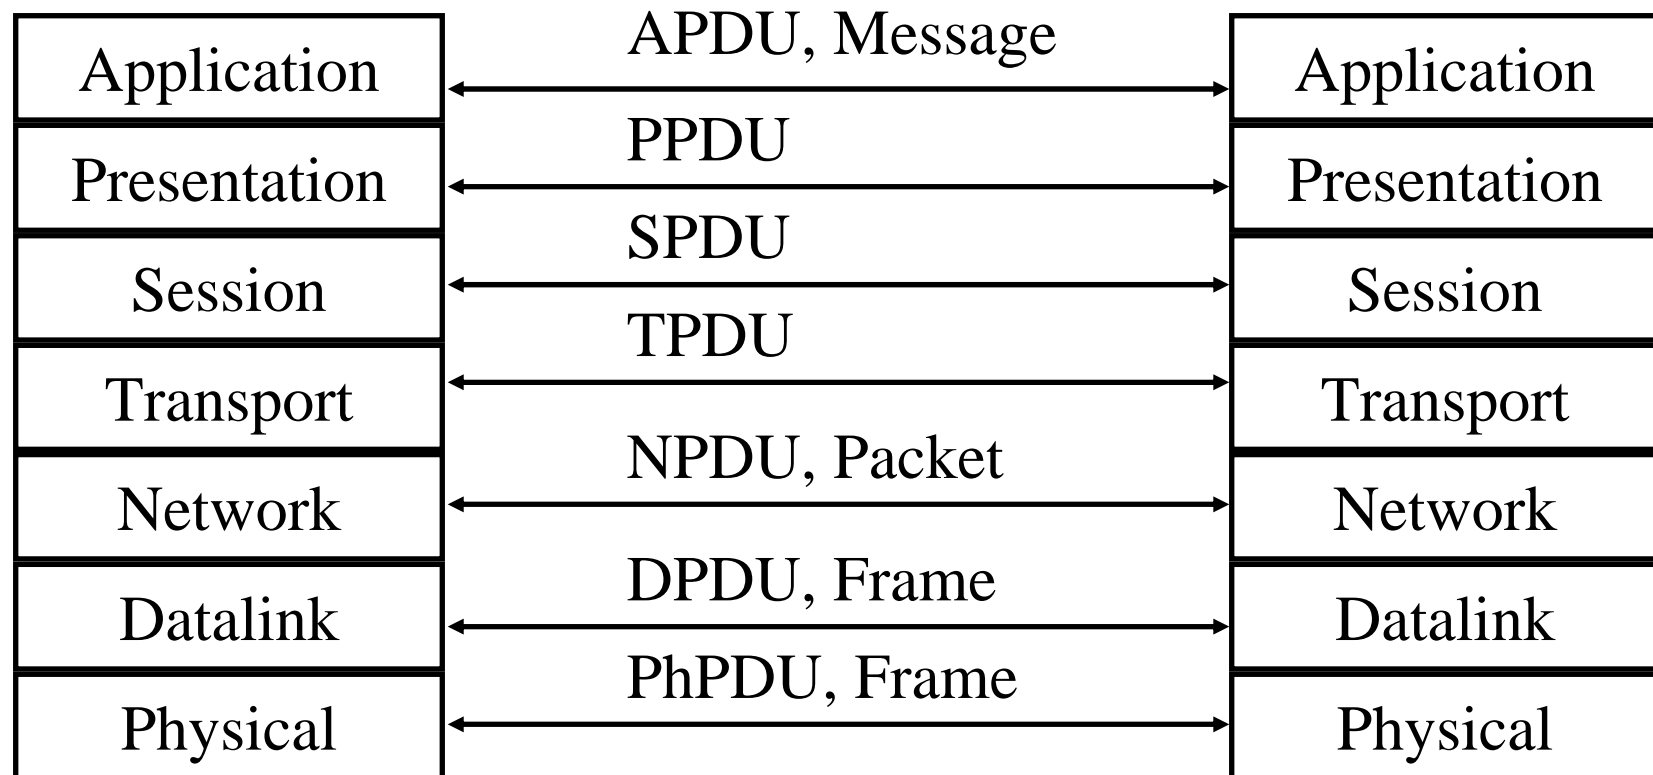 APDU, Message
Application
Application
PPDU
Presentation
Presentation
SPDU
Session
Session
TPDU
Transport
Transport
NPDU, Packet
Network
Network
DPDU, Frame
Datalink
Datalink
PhPDU, Frame
Physical
Physical